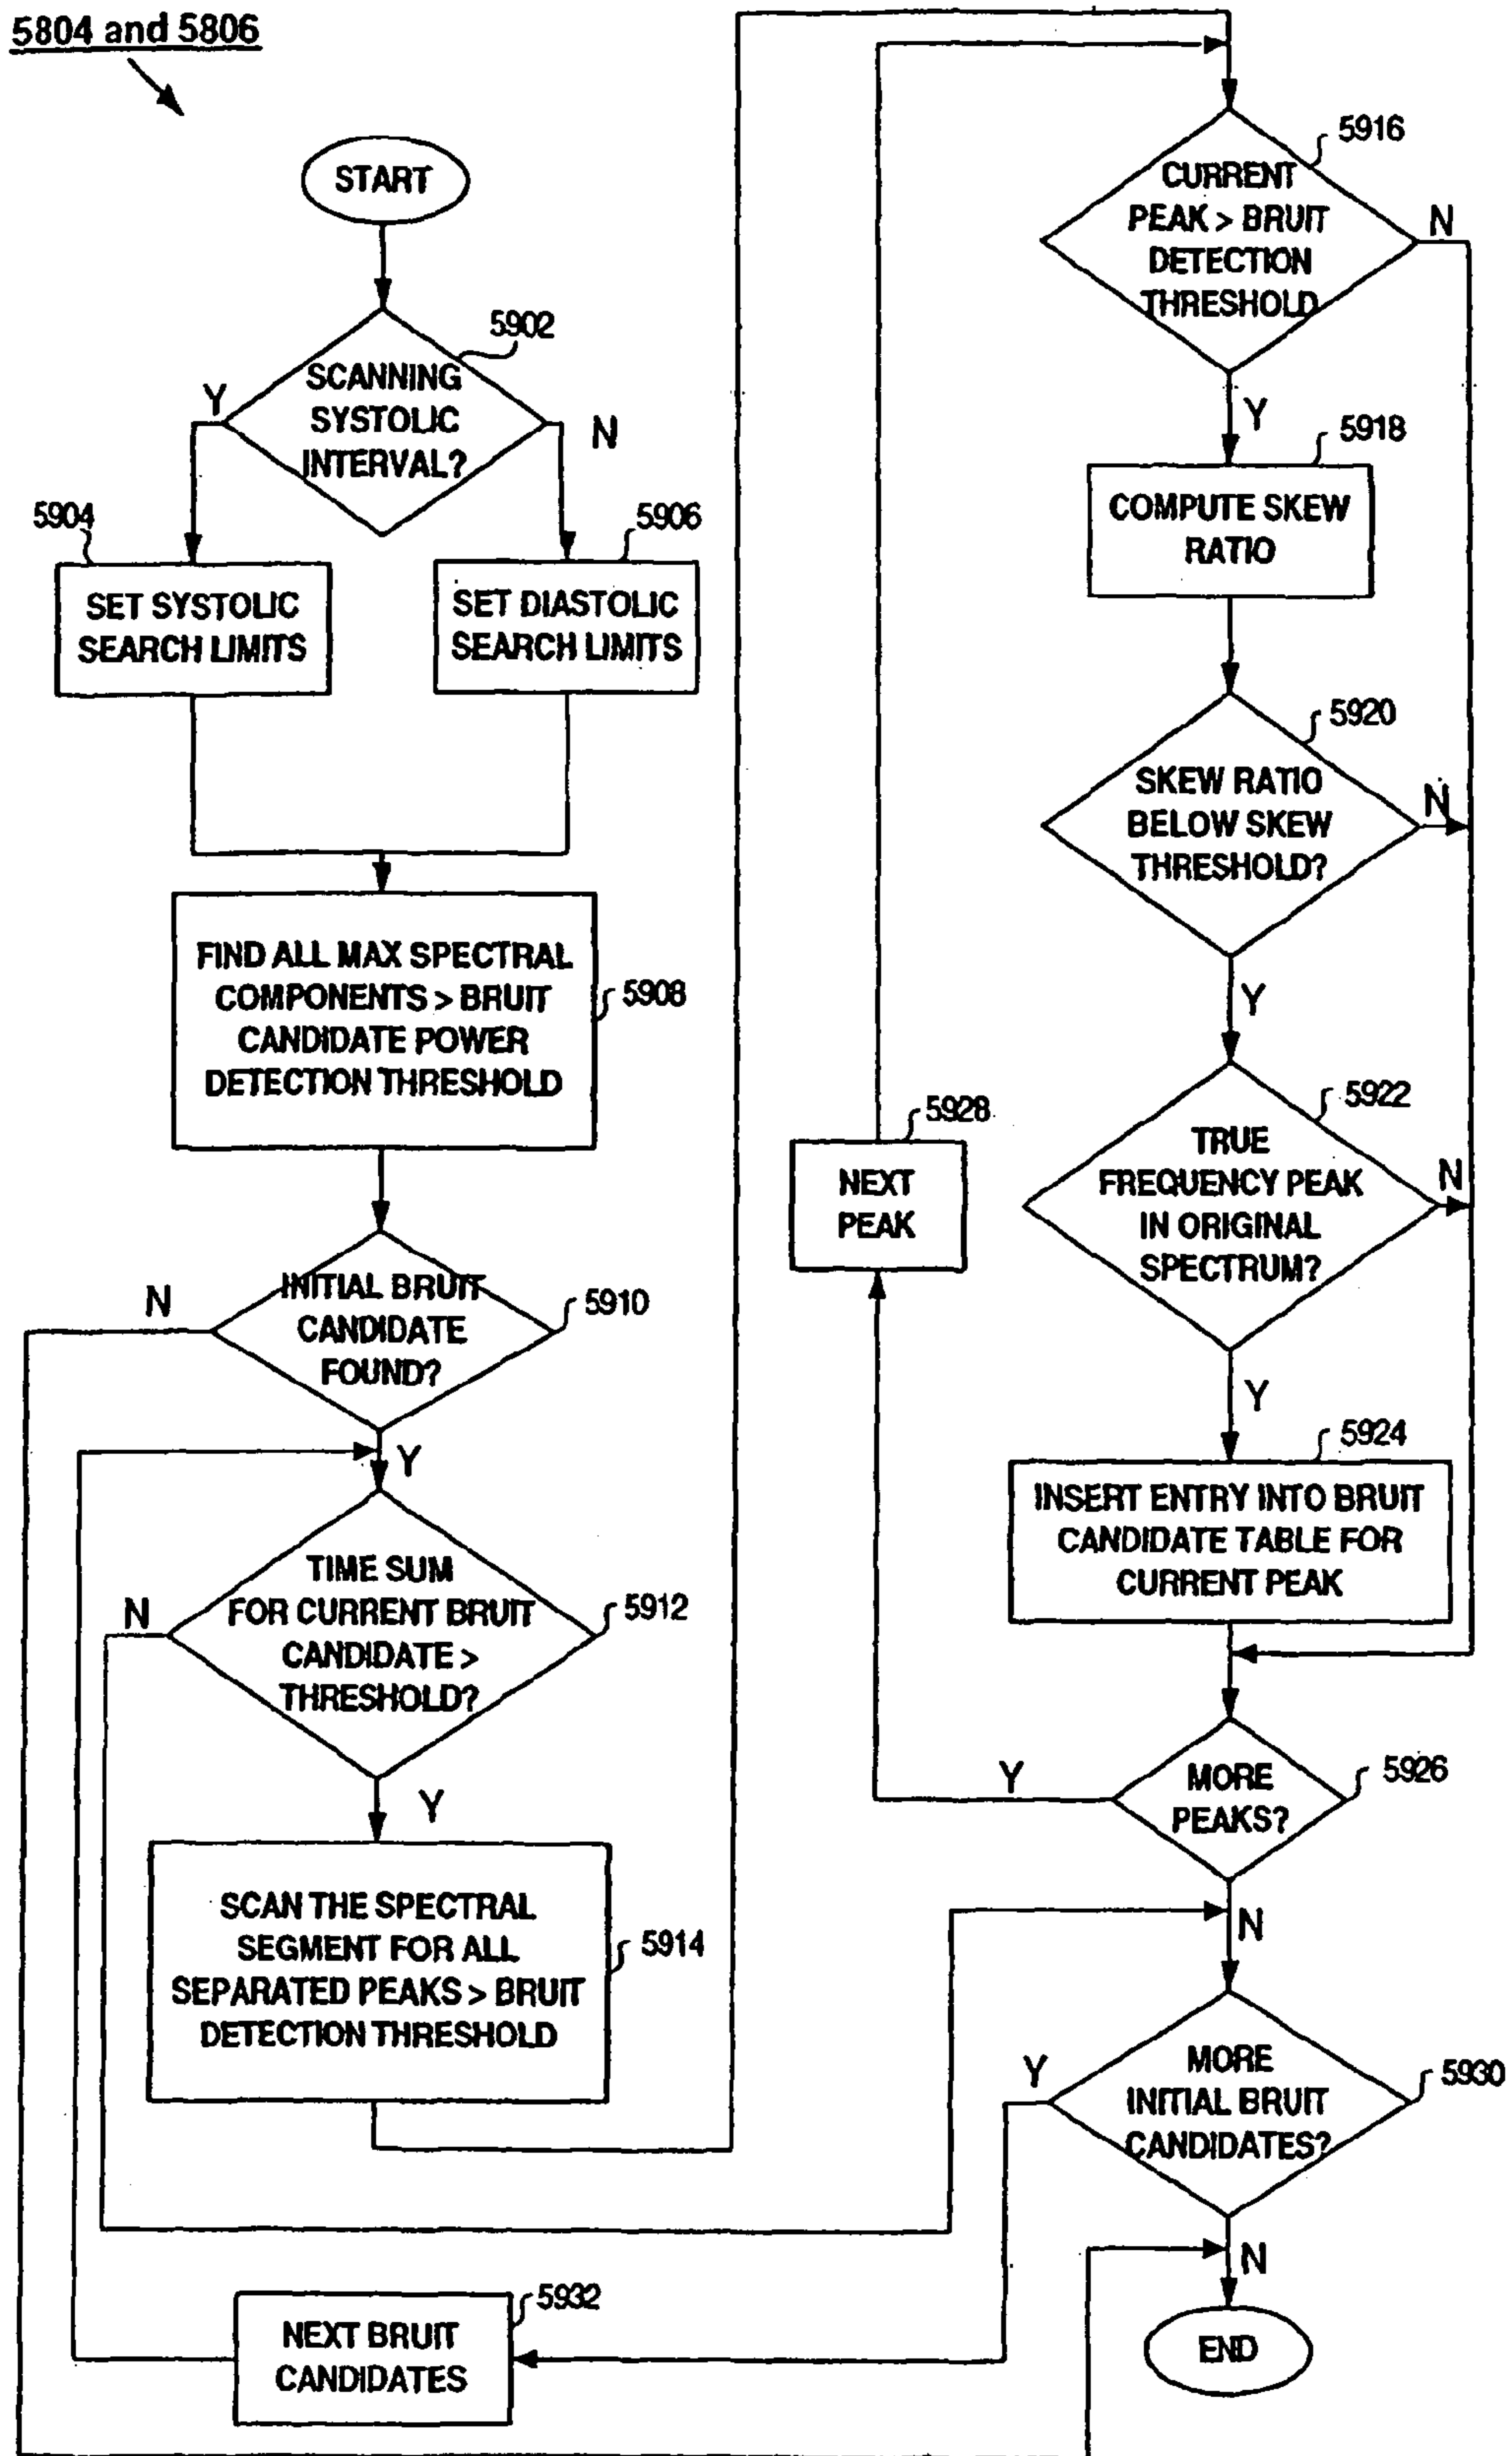 5804 and 5806
START
5902
SCANNING
SYSTOLIC
INTERVAL?
Y
N
5904
SET SYSTOLIC
SEARCH LIMITS
5906
SET DIASTOLIC
SEARCH LIMITS
FIND ALL MAX SPECTRAL
COMPONENTS > BRUIT
CANDIDATE POWER
DETECTION THRESHOLD
5908
INITIAL BRUIT
CANDIDATE
FOUND?
5910
N
Y
TIME SUM
FOR CURRENT BRUIT
CANDIDATE >
THRESHOLD?
5912
N
Y
SCAN THE SPECTRAL
SEGMENT FOR ALL
SEPARATED PEAKS > BRUIT
DETECTION THRESHOLD
5914
5916
CURRENT
PEAK > BRUIT
DETECTION
THRESHOLD
N
Y
5918
COMPUTE SKEW
RATIO
5920
SKEW RATIO
BELOW SKEW
THRESHOLD?
N
Y
5922
TRUE
FREQUENCY PEAK
IN ORIGINAL
SPECTRUM?
N
Y
5924
INSERT ENTRY INTO BRUIT
CANDIDATE TABLE FOR
CURRENT PEAK
5926
MORE
PEAKS?
Y
N
5928
NEXT
PEAK
5930
MORE
INITIAL BRUIT
CANDIDATES?
Y
N
5932
NEXT BRUIT
CANDIDATES
END